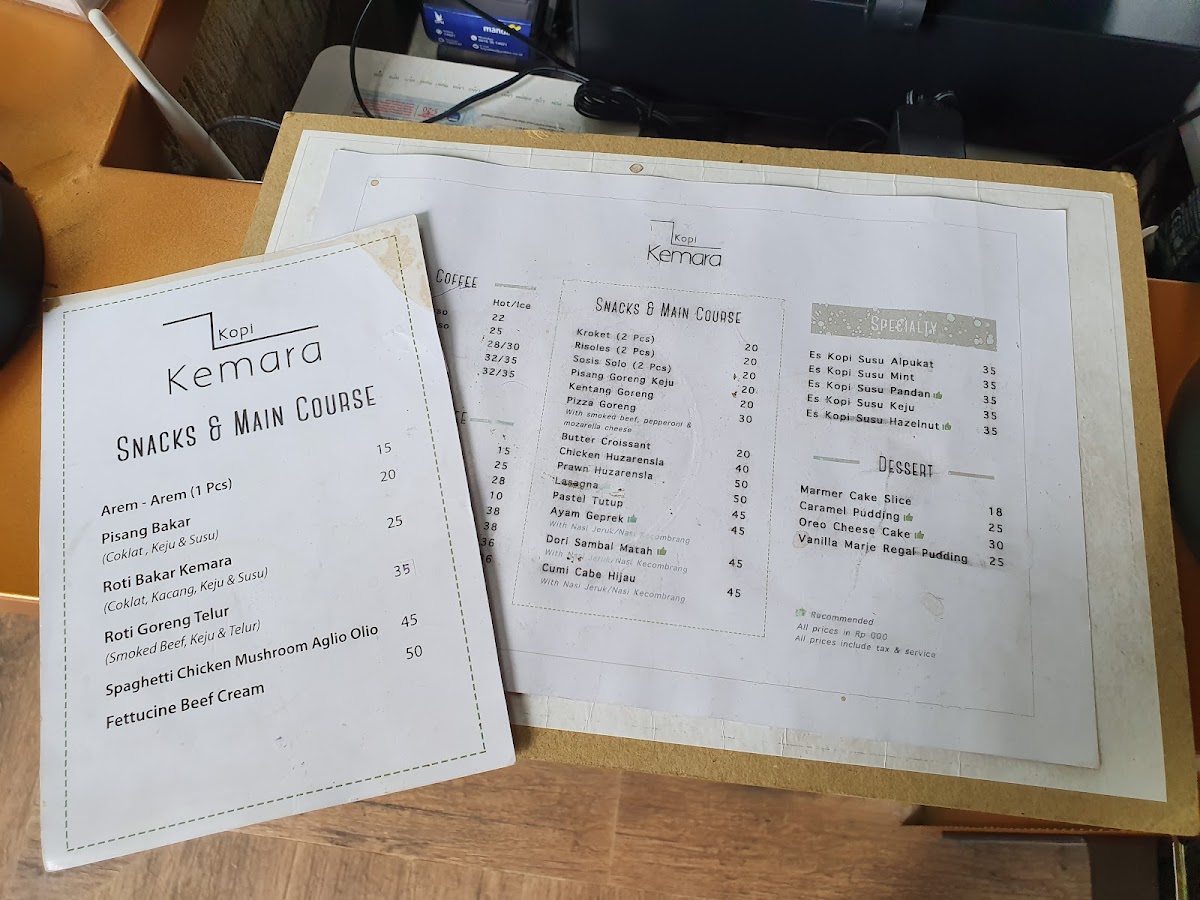 Kopi
Kemara
SNACKS & MAIN COURSE
Arem - Arem (1 Pcs) 15
Pisang Bakar 20
(Coklat , Keju & Susu)
Roti Bakar Kemara 25
(Coklat, Kacang, Keju & Susu)
Roti Goreng Telur 35
(Smoked Beef, Keju & Telur)
Spaghetti Chicken Mushroom Aglio Olio 45
Fettucine Beef Cream 50
Kopi
Kemara
COFFEE
Hot/Ice
22
25
28/30
32/35
32/35
15
25
28
10
38
38
SNACKS & MAIN COURSE
Kroket (2 Pcs) 20
Risoles (2 Pcs) 20
Sosis Solo (2 Pcs) 20
Pisang Goreng Keju 20
Kentang Goreng 20
Pizza Goreng 30
With smoked beef, pepperoni &
mozarella cheese
Butter Croissant 20
Chicken Huzarensla 40
Prawn Huzarensla 50
Lasagna 50
Pastel Tutup 45
Ayam Geprek 45
With Nasi Jeruk/Nasi Kecombrang
Dori Sambal Matah 45
With Nasi Jeruk/Nasi Kecombrang
Cumi Cabe Hijau 45
With Nasi Jeruk/Nasi Kecombrang
SPECIALTY
Es Kopi Susu Alpukat 35
Es Kopi Susu Mint 35
Es Kopi Susu Pandan 35
Es Kopi Susu Keju 35
Es Kopi Susu Hazelnut 35
DESSERT
Marmer Cake Slice 18
Caramel Pudding 25
Oreo Cheese Cake 30
Vanilla Marje Regal Pudding 25
Recommended
All prices in Rp 000
All prices include tax & service